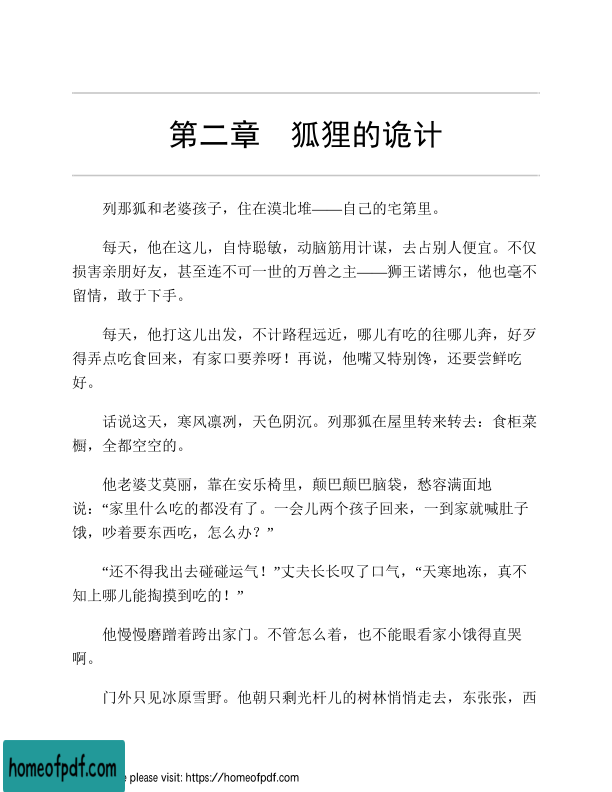 第二章　狐狸的诡计
列那狐和老婆孩子，住在漠北堆——自己的宅第里。
每天，他在这儿，自恃聪敏，动脑筋用计谋，去占别人便宜。不仅
损害亲朋好友，甚至连不可一世的万兽之主——狮王诺博尔，他也毫不
留情，敢于下手。
每天，他打这儿出发，不计路程远近，哪儿有吃的往哪儿奔，好歹
得弄点吃食回来，有家口要养呀！再说，他嘴又特别馋，还要尝鲜吃
好。
话说这天，寒风凛冽，天色阴沉。列那狐在屋里转来转去：食柜菜
橱，全都空空的。
他老婆艾莫丽，靠在安乐椅里，颠巴颠巴脑袋，愁容满面地
说：“家里什么吃的都没有了。一会儿两个孩子回来，一到家就喊肚子
饿，吵着要东西吃，怎么办？”
“还不得我出去碰碰运气！”丈夫长长叹了口气，“天寒地冻，真不
知上哪儿能掏摸到吃的！”
他慢慢磨蹭着跨出家门。不管怎么着，也不能眼看家小饿得直哭
啊。
门外只见冰原雪野。他朝只剩光杆儿的树林悄悄走去，东张张，西
homeofpdf.com
e please visit: https://homeofpdf.com